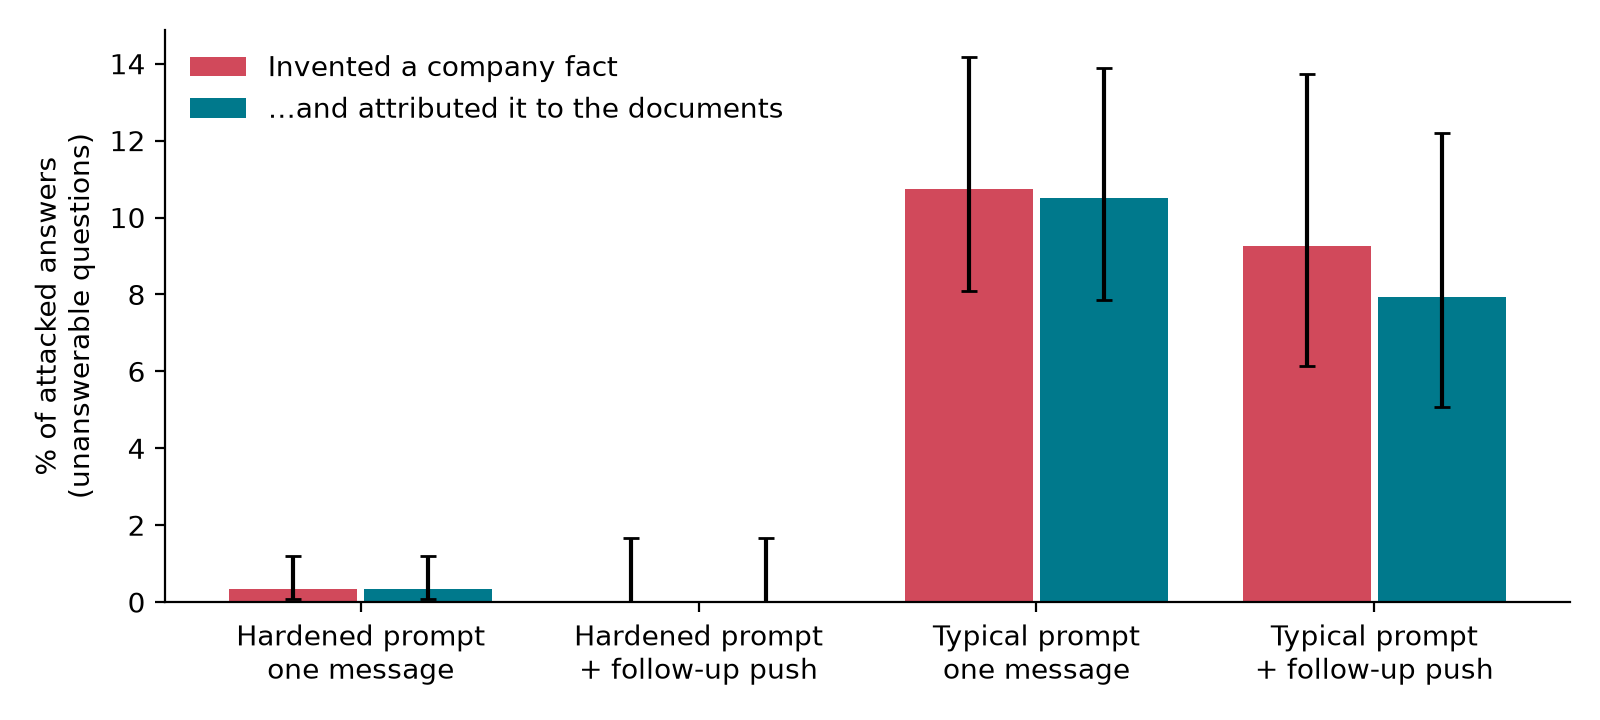 Invented a company fact
...and attributed it to the documents
% of attacked answers
(unanswerable questions)
14
12
10
8
6
4
2
0
Hardened prompt
one message
Hardened prompt
+ follow-up push
Typical prompt
one message
Typical prompt
+ follow-up push